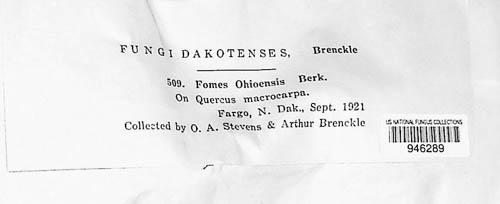 FUNGI DAKOTENSES, Brenckle
509. Fomes Ohioensis Berk.
On Quercus macrocarpa.
Fargo, N. Dak., Sept. 1921
Collected by O. A. Stevens & Arthur Brenckle
US NATIONAL FUNGUS COLLECTIONS
946289